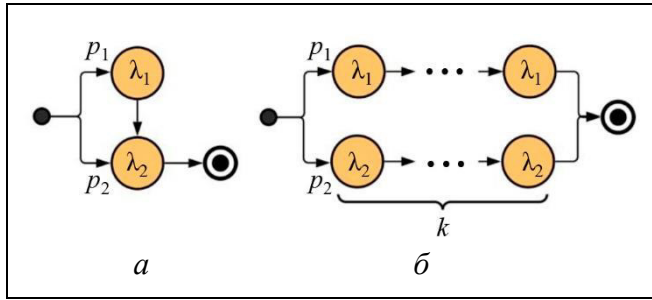 p₁ λ₁ p₁ λ₁ λ₁
p₂ λ₂ p₂ λ₂ λ₂
k
а б